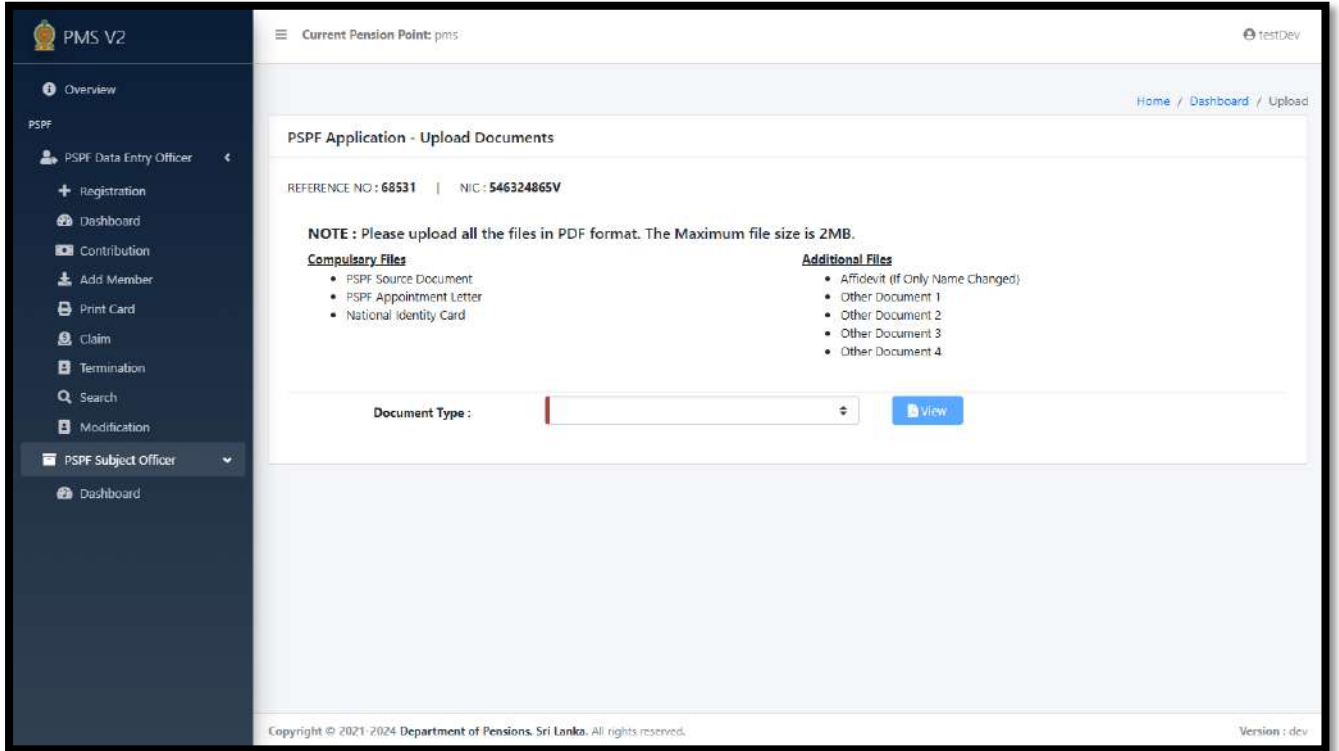 PMS V2
Current Pension Point: pms
testDev
Overview
PSPF
PSPF Data Entry Officer
Registration
Dashboard
Contribution
Add Member
Print Card
Claim
Termination
Search
Modification
PSPF Subject Officer
Dashboard
Home / Dashboard / Upload
PSPF Application - Upload Documents
REFERENCE NO : 68531 | NIC : 546324865V
NOTE : Please upload all the files in PDF format. The Maximum file size is 2MB.
Compulsary Files
PSPF Source Document
PSPF Appointment Letter
National Identity Card
Additional Files
Affidevit (If Only Name Changed)
Other Document 1
Other Document 2
Other Document 3
Other Document 4
Document Type :
View
Copyright © 2021-2024 Department of Pensions. Sri Lanka. All rights reserved.
Version : dev